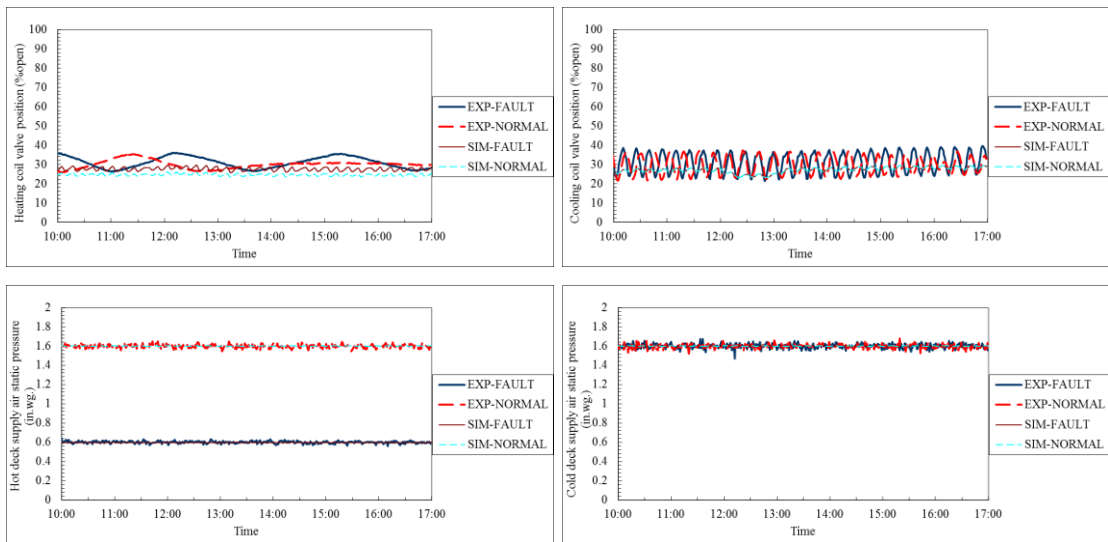 Heating coil valve position (%open)
100
90
80
70
60
50
40
30
20
10
0
10:00 11:00 12:00 13:00 14:00 15:00 16:00 17:00
Time
EXP-FAULT
EXP-NORMAL
SIM-FAULT
SIM-NORMAL
Cooling coil valve position (%open)
100
90
80
70
60
50
40
30
20
10
0
10:00 11:00 12:00 13:00 14:00 15:00 16:00 17:00
Time
EXP-FAULT
EXP-NORMAL
SIM-FAULT
SIM-NORMAL
Hot deck supply air static pressure
(in.wg.)
2
1.8
1.6
1.4
1.2
1
0.8
0.6
0.4
0.2
0
10:00 11:00 12:00 13:00 14:00 15:00 16:00 17:00
Time
EXP-FAULT
EXP-NORMAL
SIM-FAULT
SIM-NORMAL
Cold deck supply air static pressure
(in.wg.)
2
1.8
1.6
1.4
1.2
1
0.8
0.6
0.4
0.2
0
10:00 11:00 12:00 13:00 14:00 15:00 16:00 17:00
Time
EXP-FAULT
EXP-NORMAL
SIM-FAULT
SIM-NORMAL